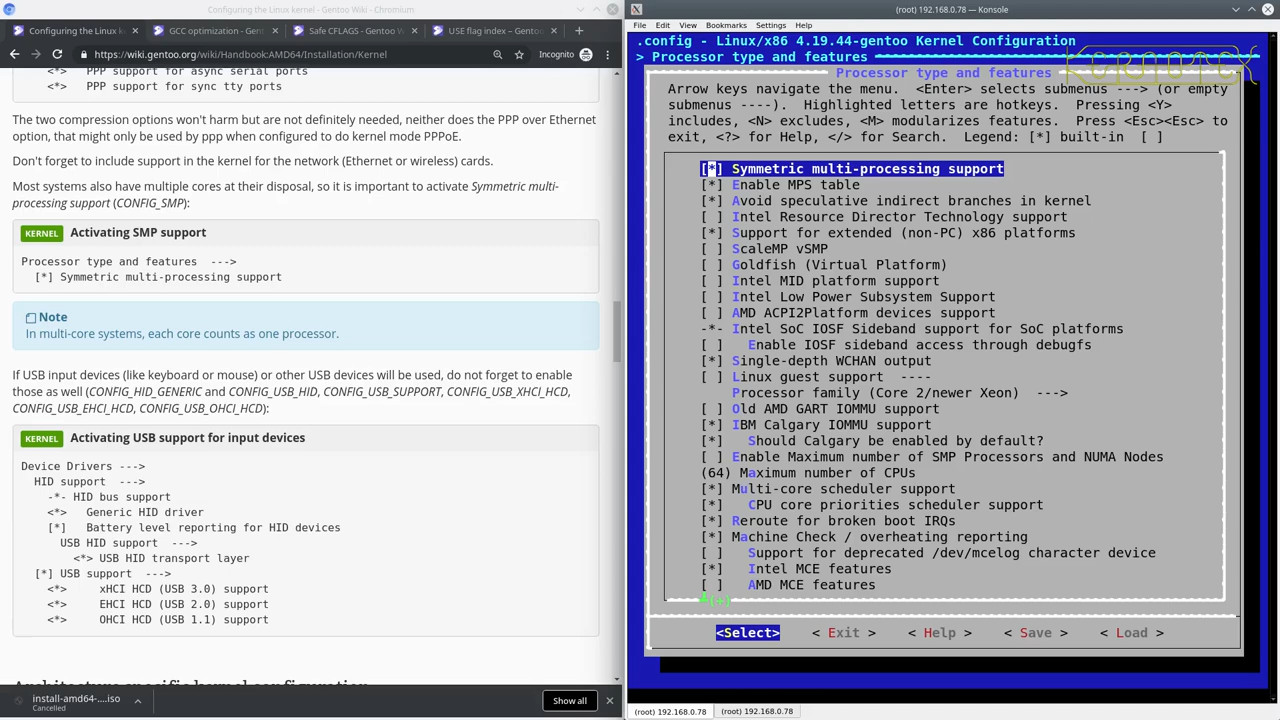 Configuring the Linux kernel - Gentoo Wiki - Chromium
Configuring the Linux k
GCC optimization - Gent
Safe CFLAGS - Gentoo W
USE flag index – Gentoo
https://wiki.gentoo.org/wiki/Handbook:AMD64/Installation/Kernel
Incognito
<*> PPP support for async serial ports
<*> PPP support for sync tty ports
The two compression options won't harm but are not definitely needed, neither does the PPP over Ethernet
option, that might only be used by ppp when configured to do kernel mode PPPoE.
Don't forget to include support in the kernel for the network (Ethernet or wireless) cards.
Most systems also have multiple cores at their disposal, so it is important to activate Symmetric multi-
processing support (CONFIG_SMP):
KERNEL Activating SMP support
Processor type and features --->
[*] Symmetric multi-processing support
Note
In multi-core systems, each core counts as one processor.
If USB input devices (like keyboard or mouse) or other USB devices will be used, do not forget to enable
those as well (CONFIG_HID_GENERIC and CONFIG_USB_HID, CONFIG_USB_SUPPORT, CONFIG_USB_XHCI_HCD,
CONFIG_USB_EHCI_HCD, CONFIG_USB_OHCI_HCD):
KERNEL Activating USB support for input devices
Device Drivers --->
HID support --->
-*- HID bus support
<*> Generic HID driver
[*] Battery level reporting for HID devices
USB HID support --->
<*> USB HID transport layer
[*] USB support --->
<*> xHCI HCD (USB 3.0) support
<*> EHCI HCD (USB 2.0) support
<*> OHCI HCD (USB 1.1) support
Architecture specific kernel configuration
install-amd64-....iso
Cancelled
Show all
(root) 192.168.0.78 — Konsole
File Edit View Bookmarks Settings Help
.config - Linux/x86 4.19.44-gentoo Kernel Configuration
> Processor type and features
Processor type and features
Arrow keys navigate the menu. <Enter> selects submenus ---> (or empty
submenus ----). Highlighted letters are hotkeys. Pressing <Y>
includes, <N> excludes, <M> modularizes features. Press <Esc><Esc> to
exit, <?> for Help, </> for Search. Legend: [*] built-in [ ]
[*] Symmetric multi-processing support
[*] Enable MPS table
[*] Avoid speculative indirect branches in kernel
[ ] Intel Resource Director Technology support
[*] Support for extended (non-PC) x86 platforms
[ ] ScaleMP vSMP
[ ] Goldfish (Virtual Platform)
[ ] Intel MID platform support
[ ] Intel Low Power Subsystem Support
[ ] AMD ACPI2Platform devices support
-*- Intel SoC IOSF Sideband support for SoC platforms
[ ] Enable IOSF sideband access through debugfs
[*] Single-depth WCHAN output
[ ] Linux guest support ----
Processor family (Core 2/newer Xeon) --->
[ ] Old AMD GART IOMMU support
[*] IBM Calgary IOMMU support
[*] Should Calgary be enabled by default?
[ ] Enable Maximum number of SMP Processors and NUMA Nodes
(64) Maximum number of CPUs
[*] Multi-core scheduler support
[*] CPU core priorities scheduler support
[*] Reroute for broken boot IRQs
[*] Machine Check / overheating reporting
[ ] Support for deprecated /dev/mcelog character device
[*] Intel MCE features
[ ] AMD MCE features
(+)
<Select> < Exit > < Help > < Save > < Load >
(root) 192.168.0.78
(root) 192.168.0.78